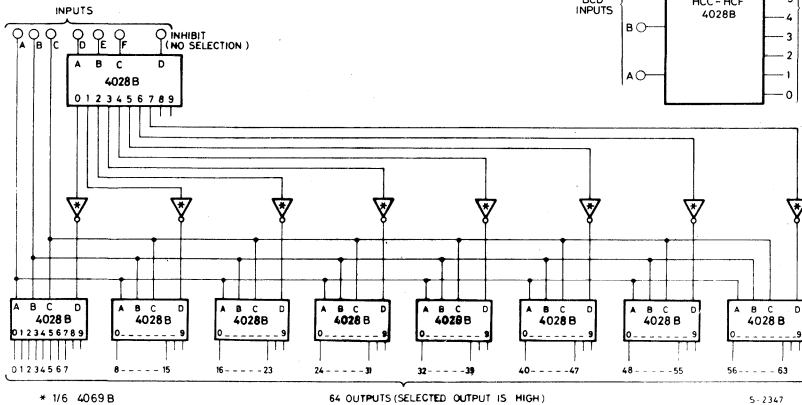 INPUTS
A B C D E F INHIBIT
(NO SELECTION)
A B C D
4028B
0 1 2 3 4 5 6 7 8 9
BCD
INPUTS
HCC-HCF
4028B
B
A
4
3
2
1
0
* * * * * * * *
A B C D A B C D A B C D A B C D A B C D A B C D A B C D A B C D
4028B 4028B 4028B 4028B 4028B 4028B 4028B 4028B
0 1 2 3 4 5 6 7 8 9 0-------9 0-------9 0-------9 0-------9 0-------9 0-------9 0-------9
0 1 2 3 4 5 6 7 8-----15 16-----23 24-----31 32-----39 40-----47 48-----55 56-----63
* 1/6 4069B 64 OUTPUTS (SELECTED OUTPUT IS HIGH) S-2347